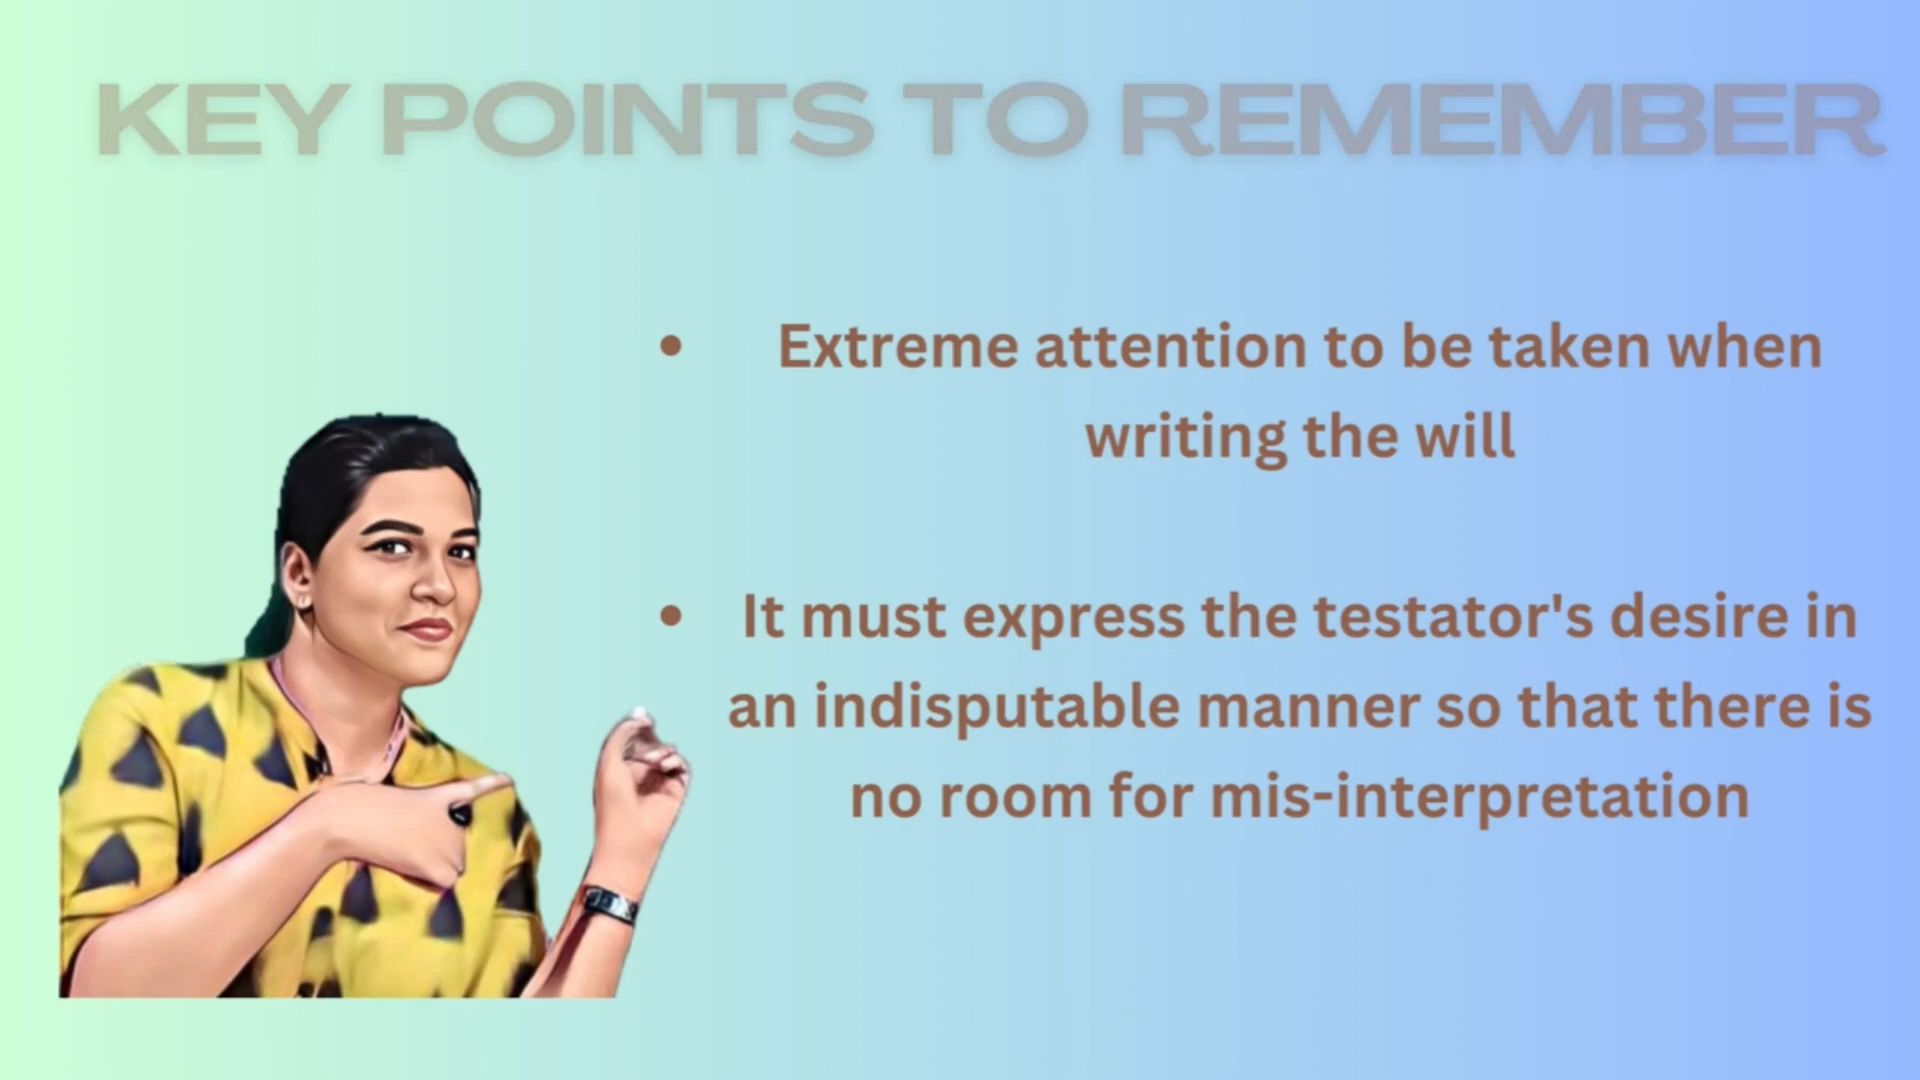 KEY POINTS TO REMEMBER
• Extreme attention to be taken when
writing the will
• It must express the testator's desire in
an indisputable manner so that there is
no room for mis-interpretation